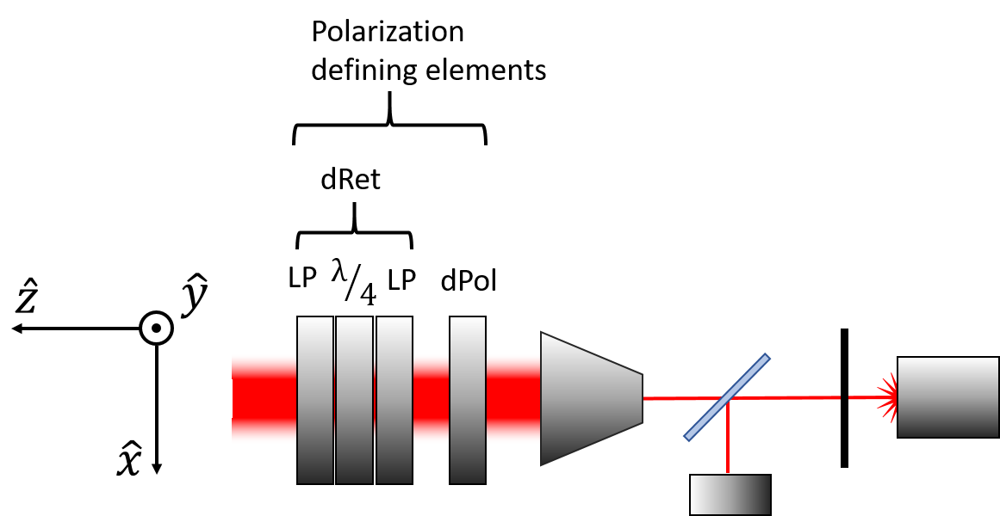 Polarization
defining elements
dRet
LP λ/4 LP dPol
ẑ
ŷ
x̂